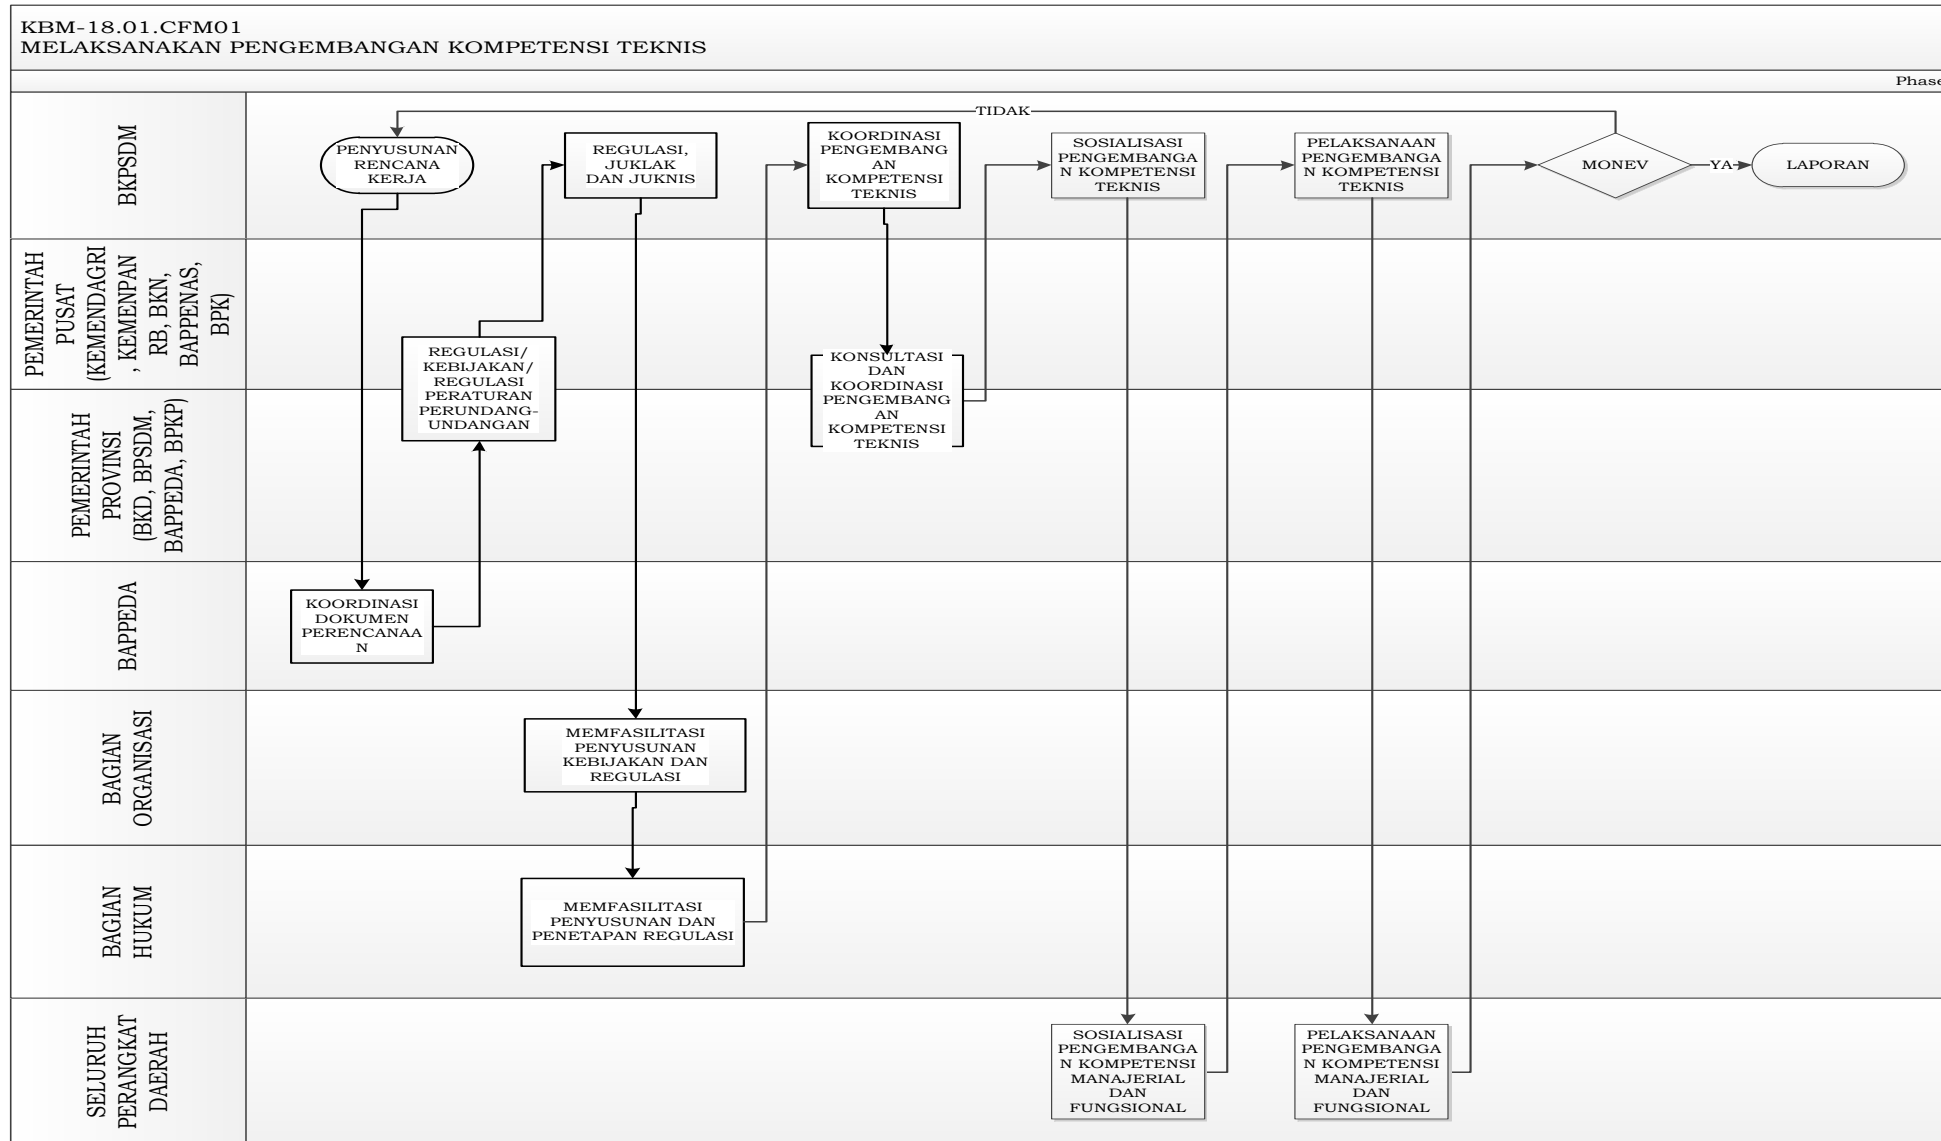 KBM-18.01.CFM01
MELAKSANAKAN PENGEMBANGAN KOMPETENSI TEKNIS
Phase
BKPSDM
TIDAK
PENYUSUNAN
RENCANA
KERJA
REGULASI,
JUKLAK
DAN JUKNIS
KOORDINASI
PENGEMBANG
AN
KOMPETENSI
TEKNIS
SOSIALISASI
PENGEMBANGA
N KOMPETENSI
TEKNIS
PELAKSANAAN
PENGEMBANGA
N KOMPETENSI
TEKNIS
MONEV
YA
LAPORAN
PEMERINTAH
PUSAT
(KEMENDAGRI
, KEMENPAN
RB, BKN,
BAPPENAS,
BPK)
REGULASI/
KEBIJAKAN/
REGULASI
PERATURAN
PERUNDANG-
UNDANGAN
KONSULTASI
DAN
KOORDINASI
PENGEMBANG
AN
KOMPETENSI
TEKNIS
PEMERINTAH
PROVINSI
(BKD, BPSDM,
BAPPEDA, BPKP)
BAPPEDA
KOORDINASI
DOKUMEN
PERENCANAA
N
BAGIAN
ORGANISASI
MEMFASILITASI
PENYUSUNAN
KEBIJAKAN DAN
REGULASI
BAGIAN
HUKUM
MEMFASILITASI
PENYUSUNAN DAN
PENETAPAN REGULASI
SELURUH
PERANGKAT
DAERAH
SOSIALISASI
PENGEMBANGA
N KOMPETENSI
MANAJERIAL
DAN
FUNGSIONAL
PELAKSANAAN
PENGEMBANGA
N KOMPETENSI
MANAJERIAL
DAN
FUNGSIONAL